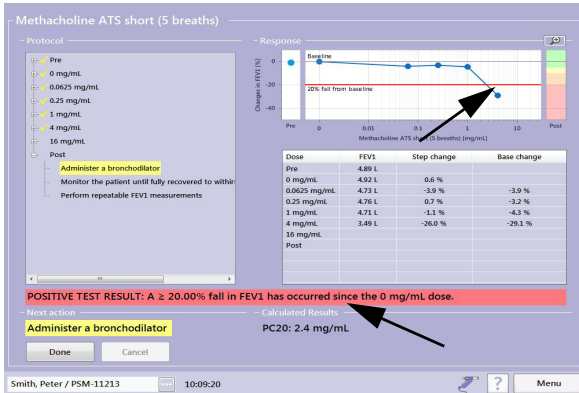 Methacholine ATS short (5 breaths)
Protocol
Pre
0 mg/mL
0.0625 mg/mL
0.25 mg/mL
1 mg/mL
4 mg/mL
16 mg/mL
Post
Administer a bronchodilator
Monitor the patient until fully recovered to within
Perform repeatable FEV1 measurements
Response
Changes in FEV1 [%]
0
-20
-40
Baseline
20% fall from baseline
Pre 0 0.01 0.1 1 10 Post
Methacholine ATS short (5 breaths) [mg/mL]
Dose FEV1 Step change Base change
Pre 4.89 L
0 mg/mL 4.92 L 0.6 %
0.0625 mg/mL 4.73 L -3.9 % -3.9 %
0.25 mg/mL 4.76 L 0.7 % -3.2 %
1 mg/mL 4.71 L -1.1 % -4.3 %
4 mg/mL 3.49 L -26.0 % -29.1 %
16 mg/mL
Post
POSITIVE TEST RESULT: A ≥ 20.00% fall in FEV1 has occurred since the 0 mg/mL dose.
Next action
Administer a bronchodilator
Done Cancel
Calculated Results
PC20: 2.4 mg/mL
Smith, Peter / PSM-11213 ... 10:09:20 ? Menu